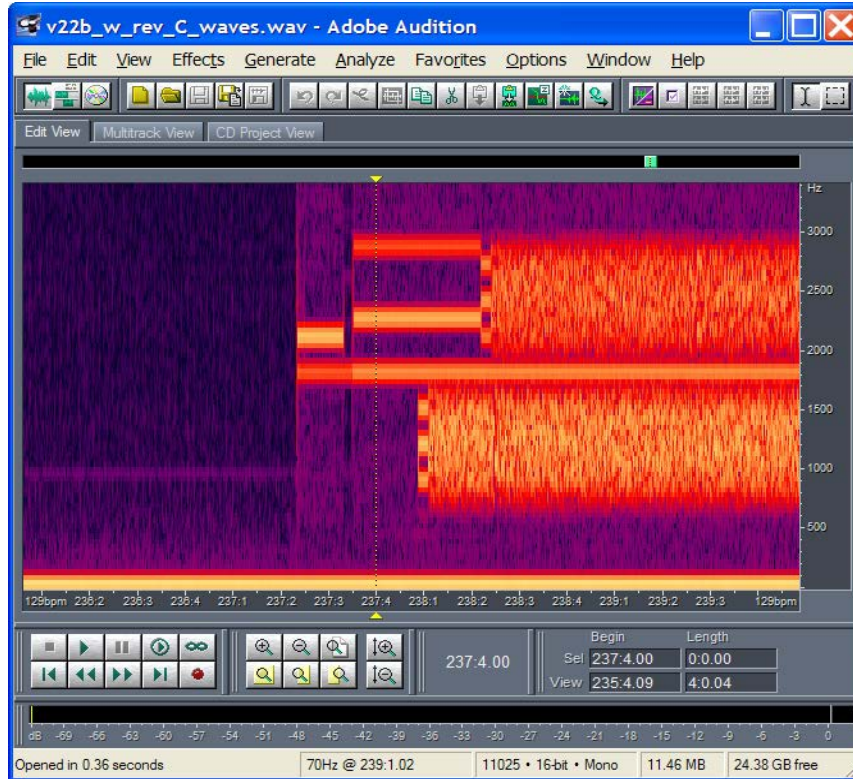 v22b_w_rev_C_waves.wav - Adobe Audition
File Edit View Effects Generate Analyze Favorites Options Window Help
Edit View Multitrack View CD Project View
Hz
3000
2500
2000
1500
1000
500
129bpm 236:2 236:3 236:4 237:1 237:2 237:3 237:4 238:1 238:2 238:3 238:4 239:1 239:2 239:3 129bpm
Begin Length
237:4.00 Sel 237:4.00 0:0.00
View 235:4.09 4:0.04
dB -69 -66 -63 -60 -57 -54 -51 -48 -45 -42 -39 -36 -33 -30 -27 -24 -21 -18 -15 -12 -9 -6 -3 0
Opened in 0.36 seconds 70Hz @ 239:1.02 11025 • 16-bit • Mono 11.46 MB 24.38 GB free